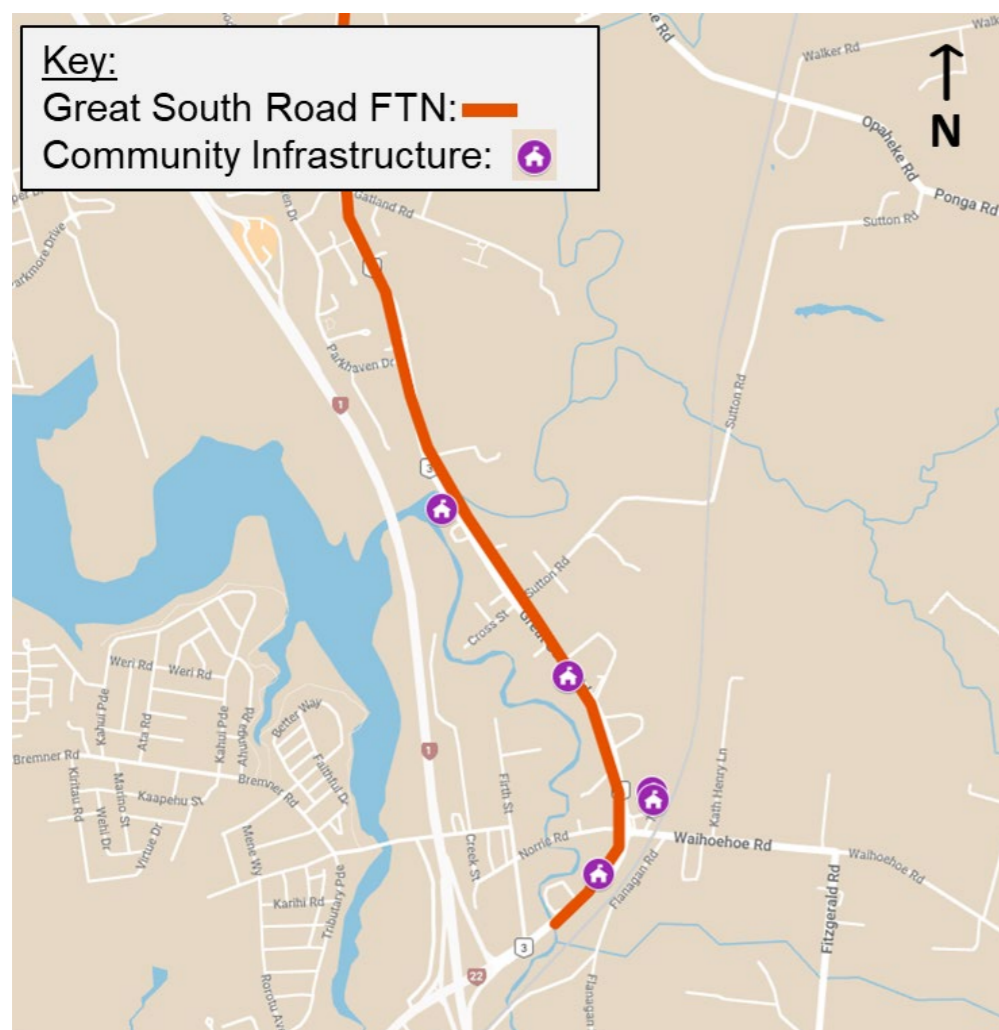 Key:
Great South Road FTN:
Community Infrastructure:
N
Walker Rd
Opaheke Rd
Ponga Rd
Sutton Rd
Gatland Rd
Parkmore Drive
Parkhaven Dr
1
3
Sutton Rd
Sutton Rd
Cross St
Weri Rd
Weri Rd
Kahui Pde
Ata Rd
Kahui Pde
Ahunga Rd
Better Way
Faithful Dr
Bremner Rd
Bremner Rd
1
Kiritau Rd
Marino St
Wehi Dr
Kaapehu St
Virtue Dr
Mene Wy
Karihi Rd
Tributary Pde
Firth St
Creek St
Norrie Rd
Kath Henry Ln
Waihoehoe Rd
Waihoehoe Rd
Flanagan Rd
Fitzgerald Rd
3
22
Flanagan